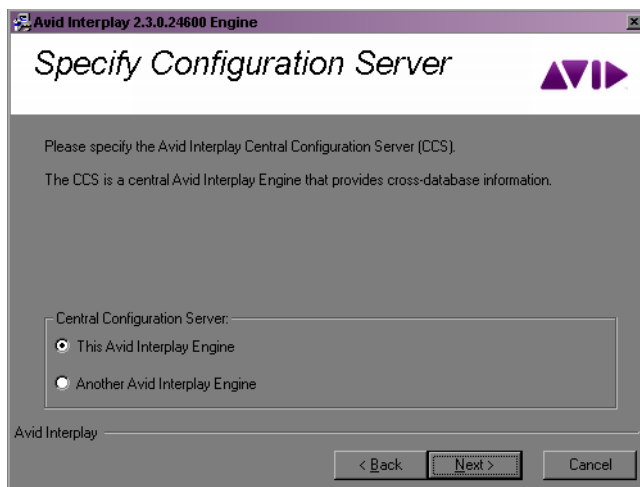 Avid Interplay 2.3.0.24600 Engine
Specify Configuration Server
AVID
Please specify the Avid Interplay Central Configuration Server (CCS).
The CCS is a central Avid Interplay Engine that provides cross-database information.
Central Configuration Server:
This Avid Interplay Engine
Another Avid Interplay Engine
Avid Interplay
< Back Next > Cancel